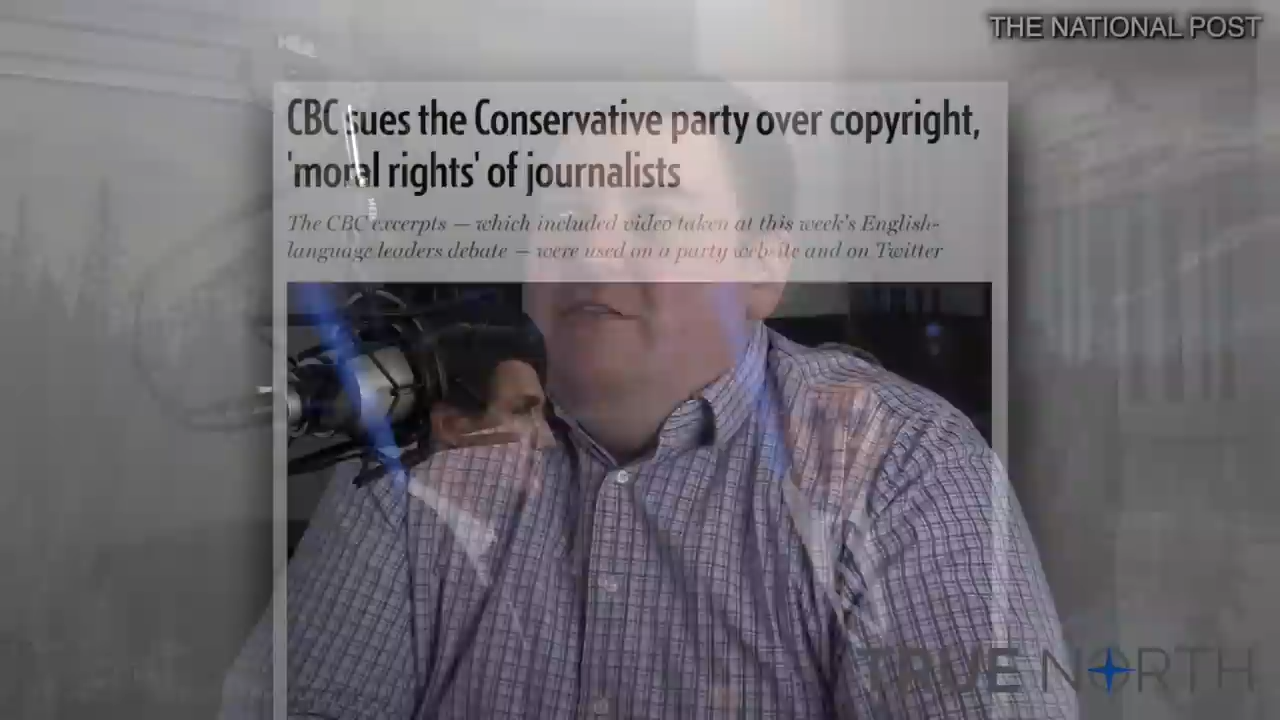 THE NATIONAL POST
CBC sues the Conservative party over copyright,
'moral rights' of journalists
The CBC excerpts — which included video taken at this week's English-
language leaders debate — were used on a party website and on Twitter
TRUE NORTH